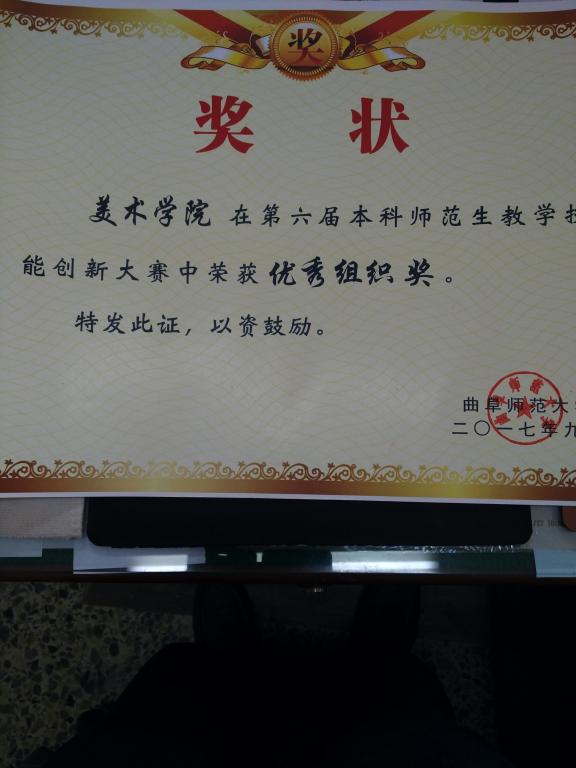 奖
奖状
美术学院在第六届本科师范生教学技
能创新大赛中荣获优秀组织奖。
特发此证，以资鼓励。
曲阜师范大
二〇一七年九